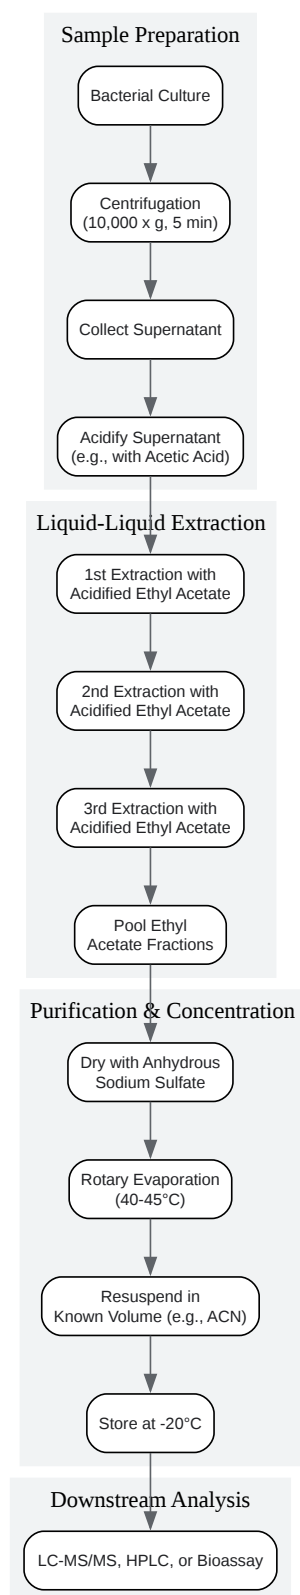 Sample Preparation
Bacterial Culture
Centrifugation
(10,000 x g, 5 min)
Collect Supernatant
Acidify Supernatant
(e.g., with Acetic Acid)
Liquid-Liquid Extraction
1st Extraction with
Acidified Ethyl Acetate
2nd Extraction with
Acidified Ethyl Acetate
3rd Extraction with
Acidified Ethyl Acetate
Pool Ethyl
Acetate Fractions
Purification & Concentration
Dry with Anhydrous
Sodium Sulfate
Rotary Evaporation
(40-45°C)
Resuspend in
Known Volume (e.g., ACN)
Store at -20°C
Downstream Analysis
LC-MS/MS, HPLC, or Bioassay